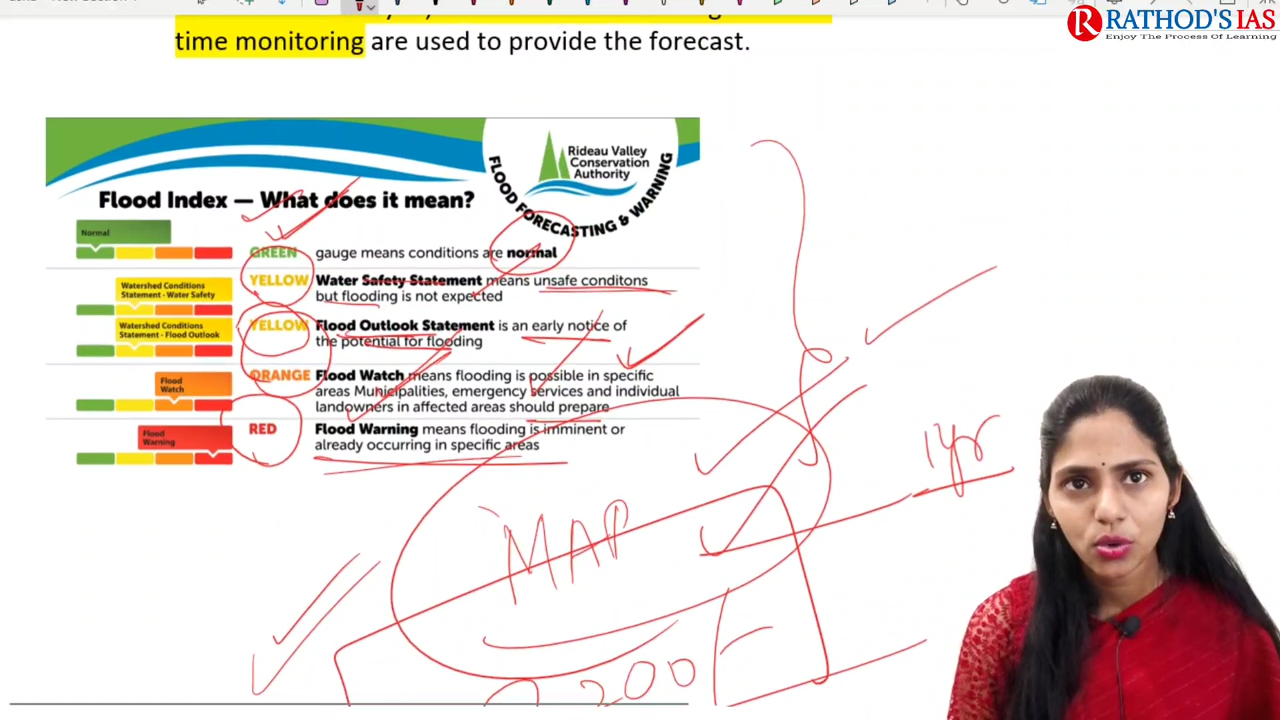 RATHOD'S IAS
Enjoy The Process Of Learning
time monitoring are used to provide the forecast.
Rideau Valley
Conservation
Authority
FLOOD FORECASTING & WARNING
Flood Index — What does it mean?
Normal
GREEN gauge means conditions are normal
Watershed Conditions
Statement - Water Safety
YELLOW Water Safety Statement means unsafe conditons
but flooding is not expected
Watershed Conditions
Statement - Flood Outlook
YELLOW Flood Outlook Statement is an early notice of
the potential for flooding
Flood
Watch
ORANGE Flood Watch means flooding is possible in specific
areas Municipalities, emergency services and individual
landowners in affected areas should prepare
Flood
Warning
RED Flood Warning means flooding is imminent or
already occurring in specific areas
1yr
MAP
200